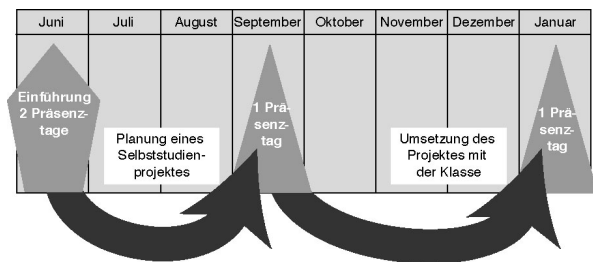 Juni Juli August September Oktober November Dezember Januar
Einführung
2 Präsenz-
tage
Planung eines
Selbststudien-
projektes
1 Prä-
senz-
tag
Umsetzung des
Projektes mit
der Klasse
1 Prä-
senz-
tag